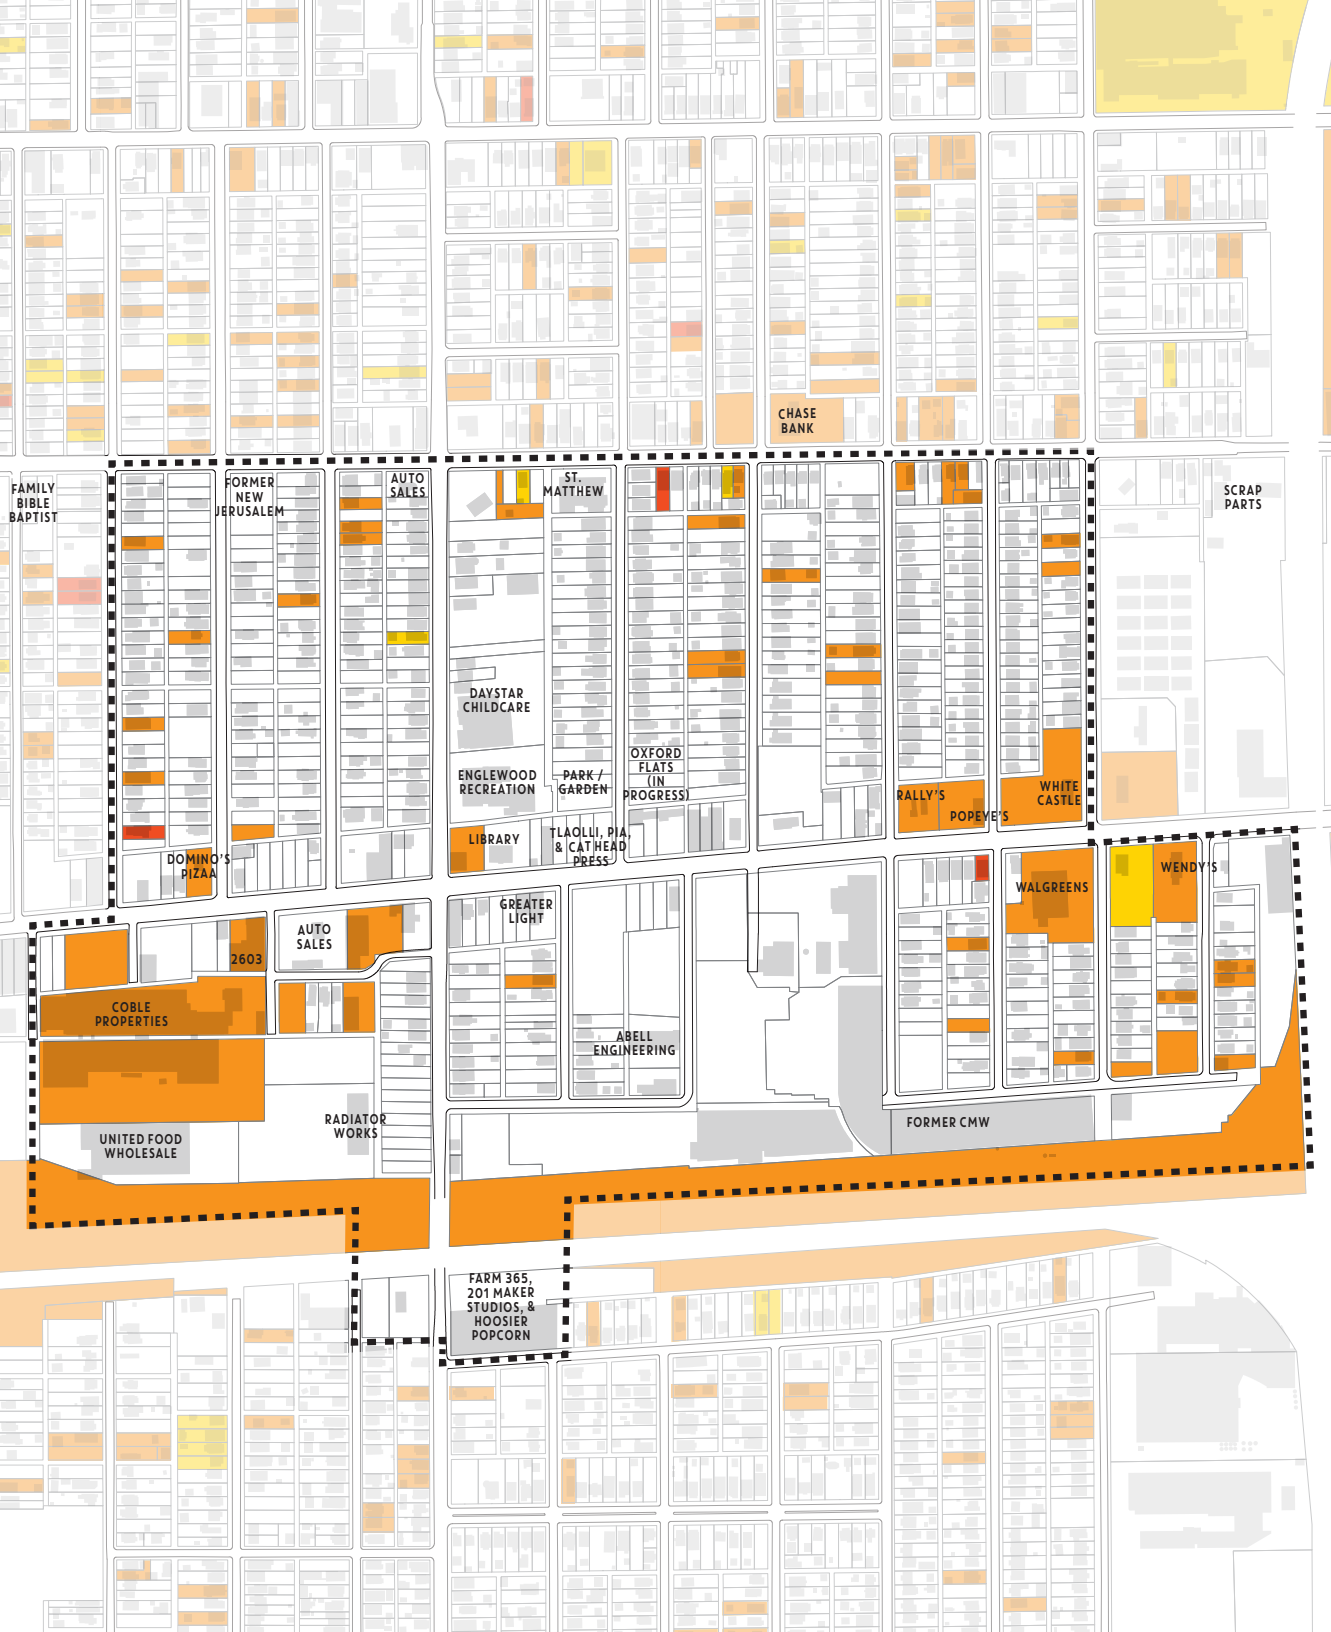 CHASE
BANK
FAMILY
BIBLE
BAPTIST
FORMER
NEW
JERUSALEM
AUTO
SALES
ST.
MATTHEW
SCRAP
PARTS
DAYSTAR
CHILDCARE
ENGLEWOOD
RECREATION
PARK /
GARDEN
OXFORD
FLATS
(IN
PROGRESS)
RALLY'S
POPEYE'S
WHITE
CASTLE
LIBRARY
TLAOLLI, PIA,
& CAT HEAD
PRESS
DOMINO'S
PIZAA
WALGREENS
WENDY'S
GREATER
LIGHT
AUTO
SALES
2603
COBLE
PROPERTIES
ABELL
ENGINEERING
RADIATOR
WORKS
FORMER CMW
UNITED FOOD
WHOLESALE
FARM 365,
201 MAKER
STUDIOS, &
HOOSIER
POPCORN